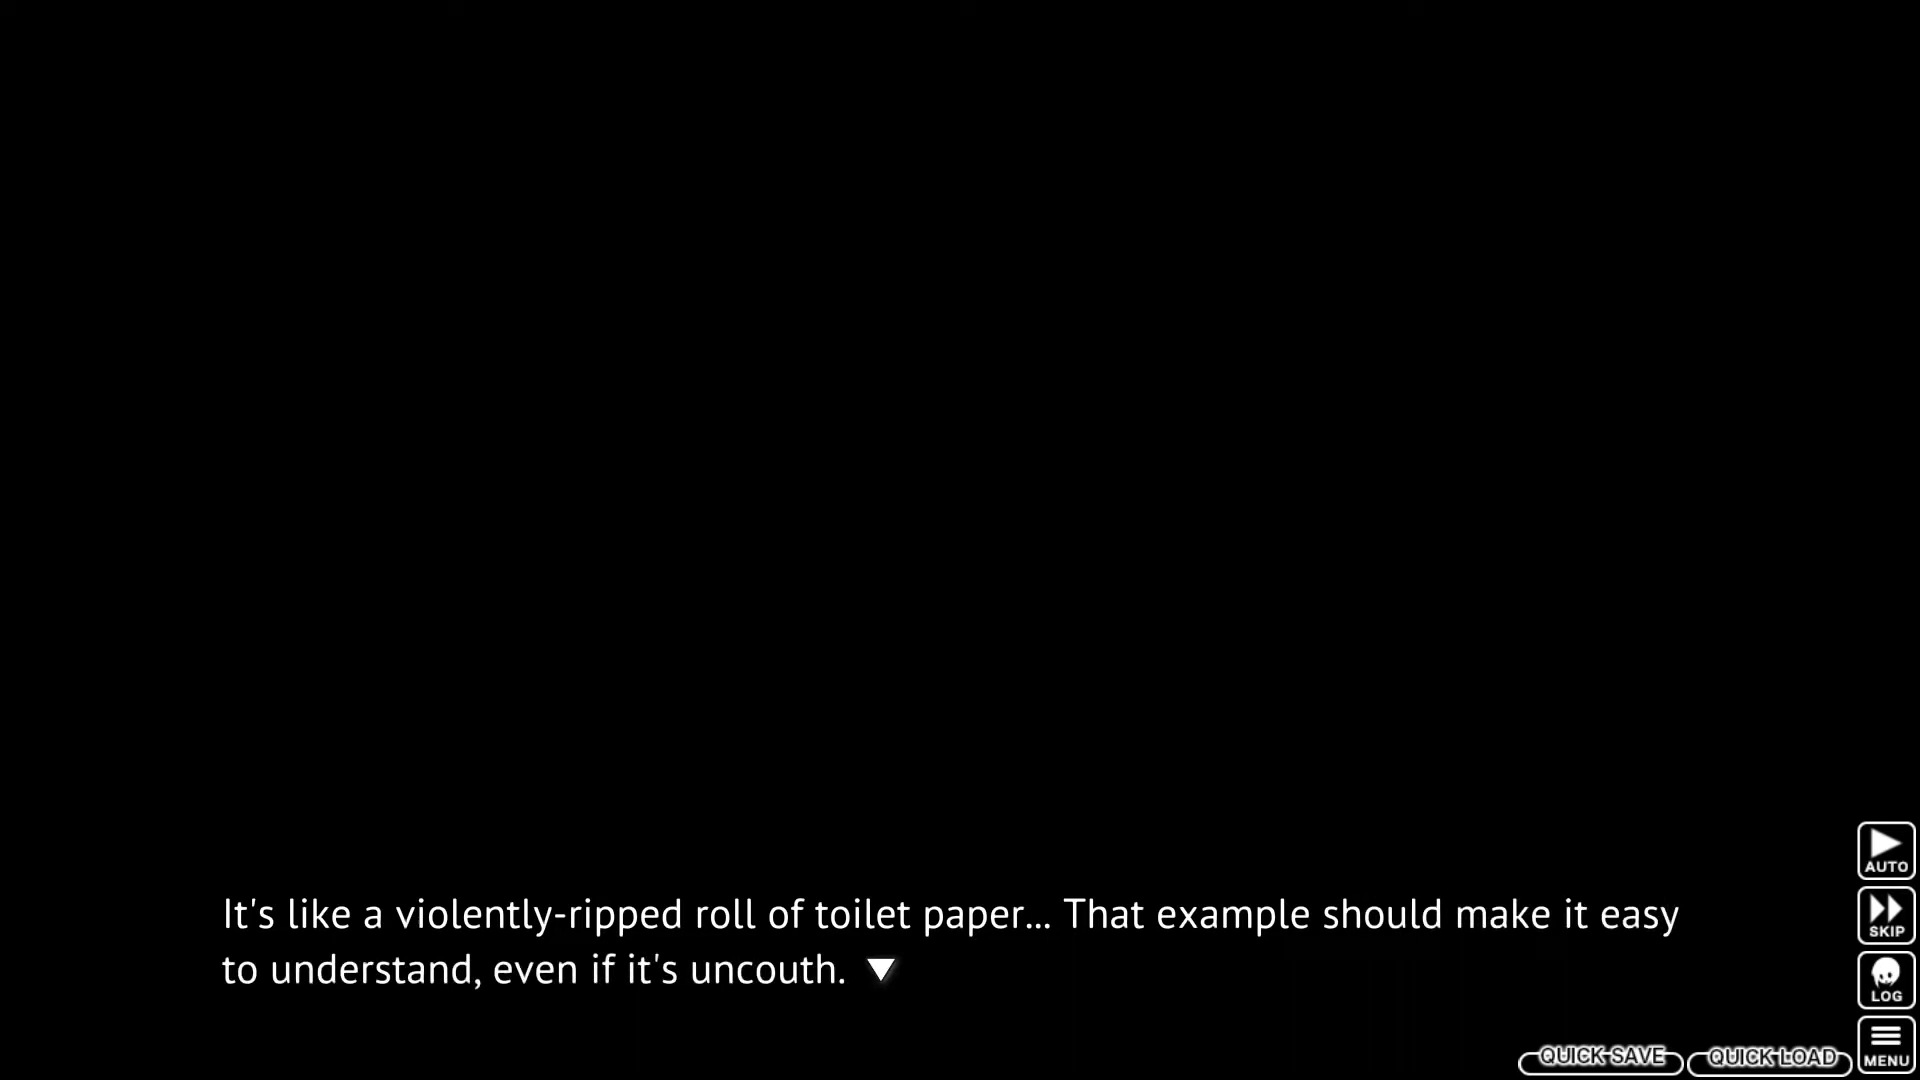 It's like a violently-ripped roll of toilet paper... That example should make it easy
to understand, even if it's uncouth.
AUTO
SKIP
LOG
MENU
QUICK SAVE
QUICK LOAD